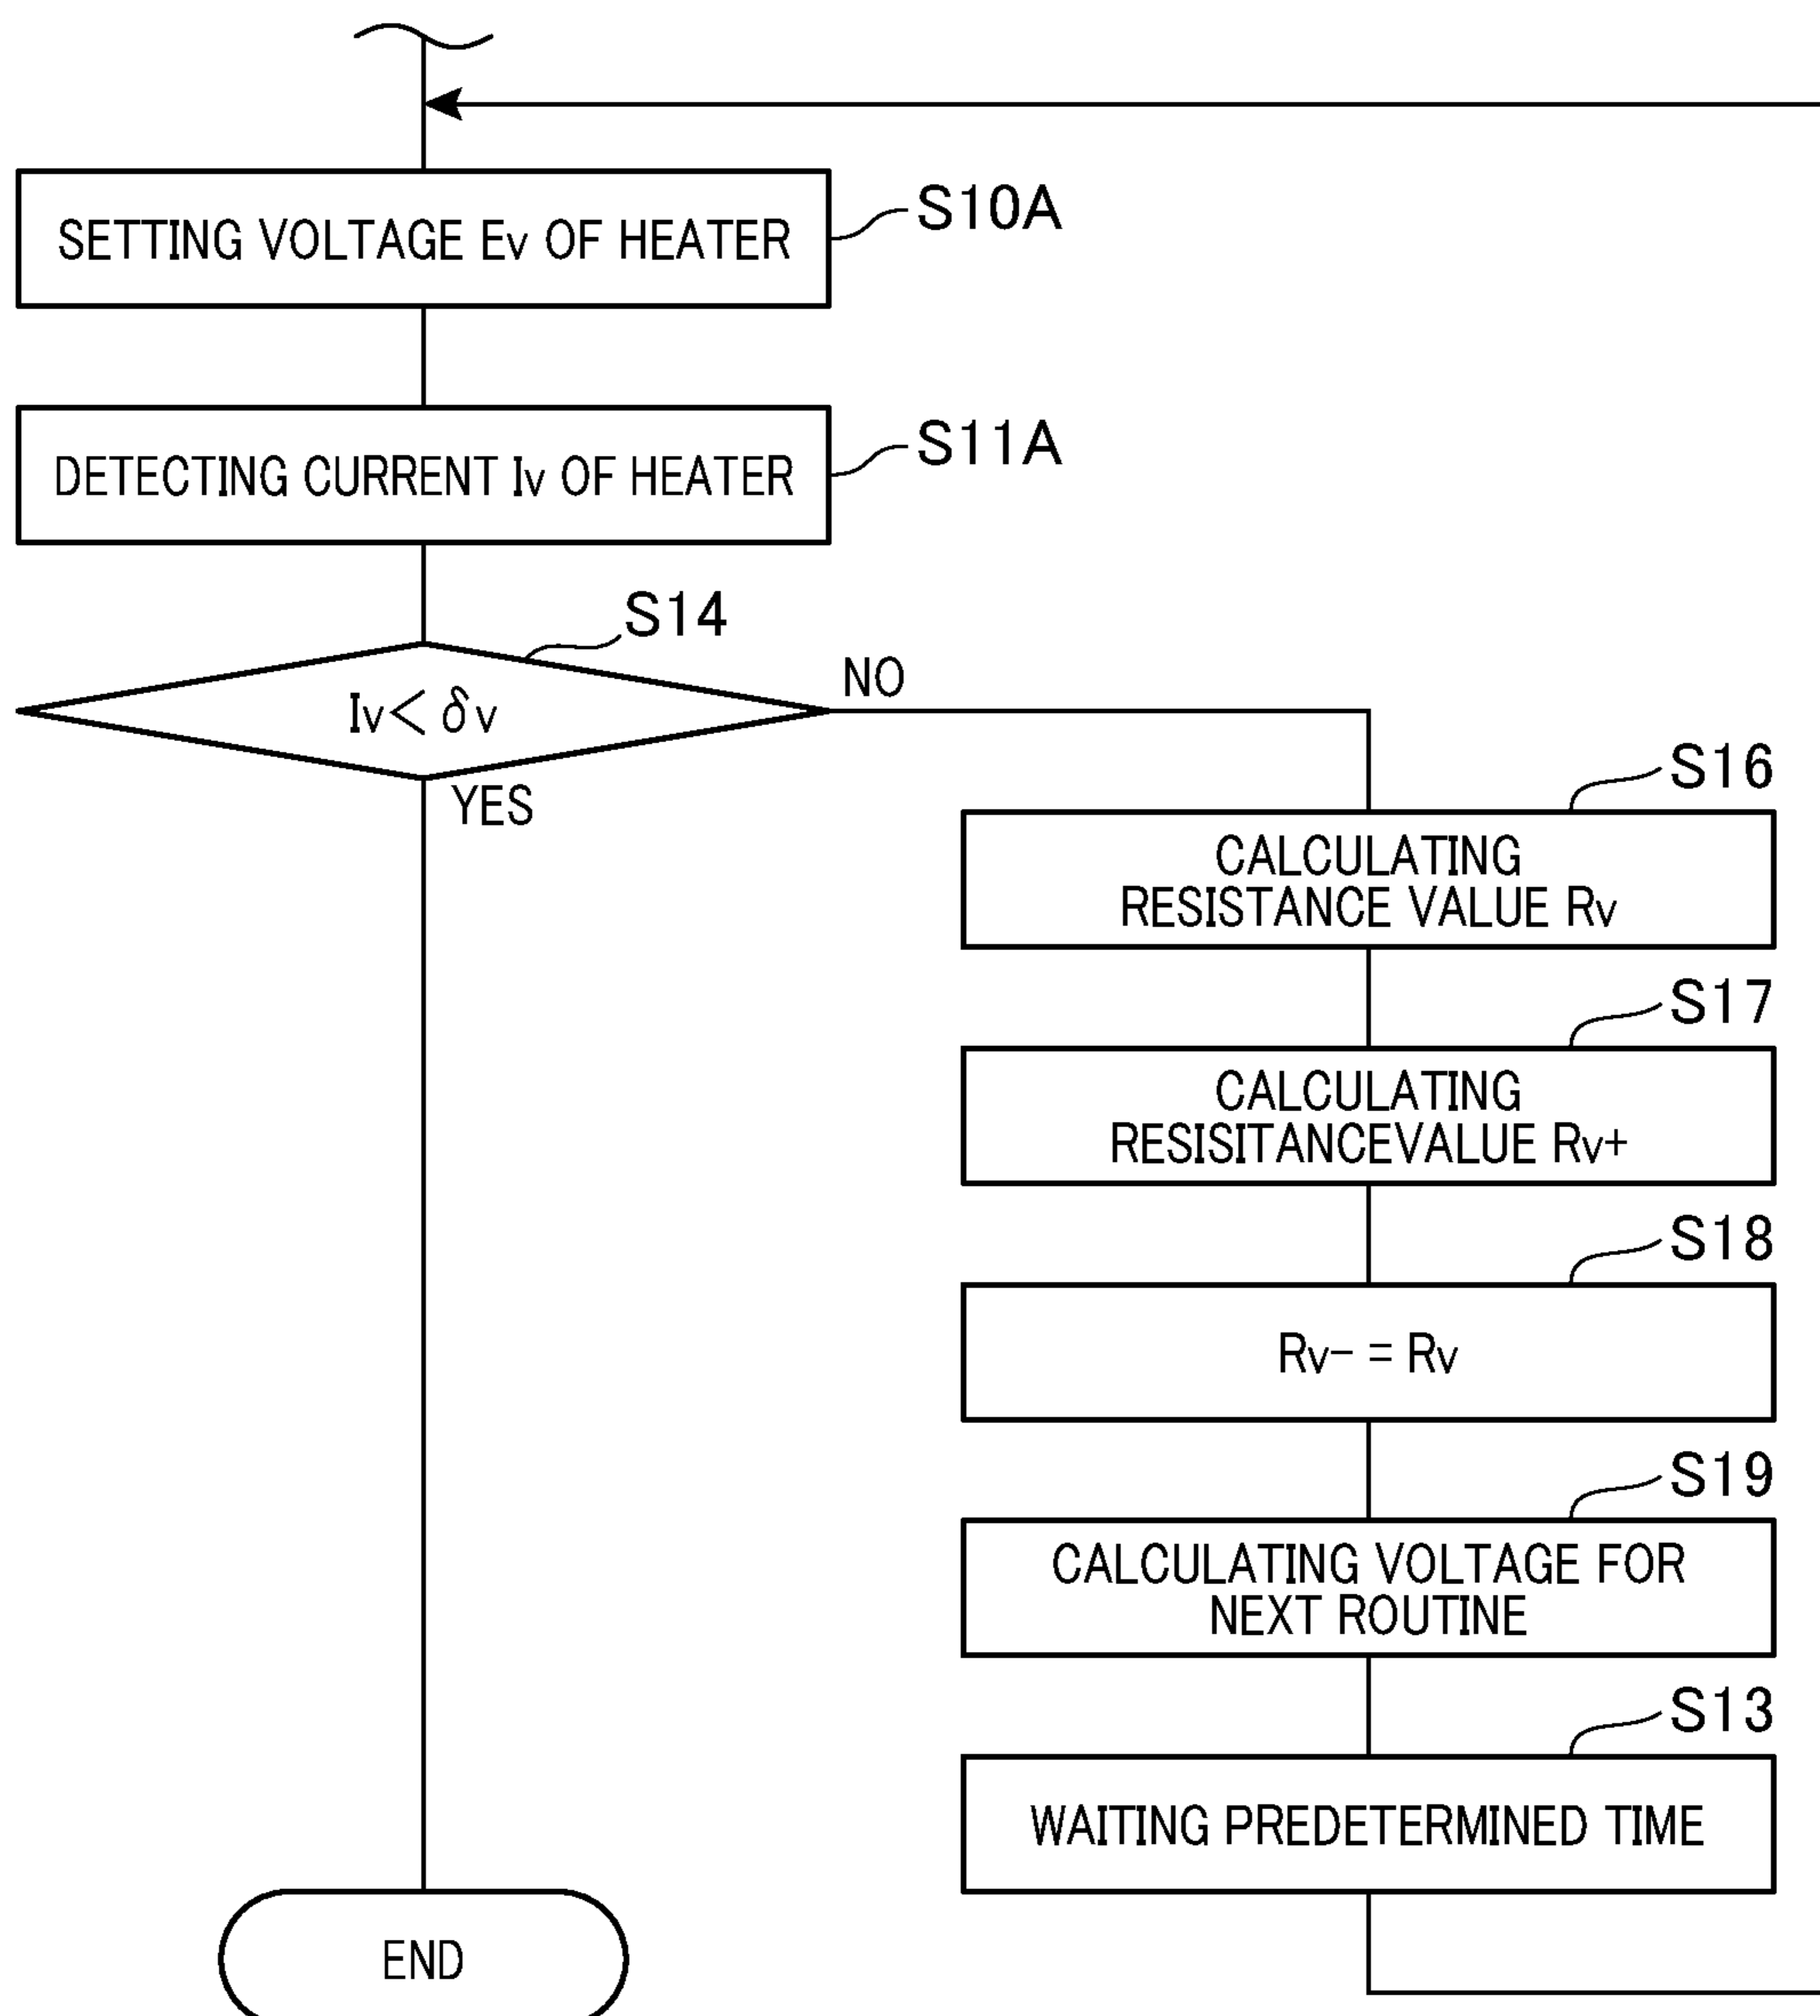 SETTING VOLTAGE Ev OF HEATER
S10A
DETECTING CURRENT Iv OF HEATER
S11A
S14
Iv< δv
NO
YES
S16
CALCULATING
RESISTANCE VALUE Rv
S17
CALCULATING
RESISITANCEVALUE Rv+
S18
Rv- = Rv
S19
CALCULATING VOLTAGE FOR
NEXT ROUTINE
S13
WAITING PREDETERMINED TIME
END